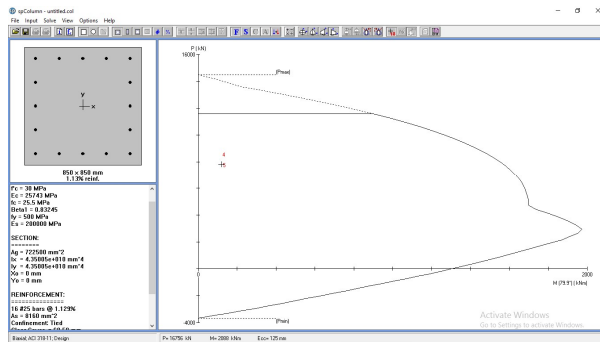 spColumn - untitled.col
File Input Solve View Options Help
P (kN)
16000
(Pmax)
y
x
850 x 850 mm
1.13% reinf.
f'c = 30 MPa
Ec = 25743 MPa
fc = 25.5 MPa
Beta1 = 0.83245
fy = 500 MPa
Es = 200000 MPa
SECTION:
========
Ag = 722500 mm^2
Ix = 4.35005e+010 mm^4
Iy = 4.35005e+010 mm^4
Xo = 0 mm
Yo = 0 mm
REINFORCEMENT:
==============
16 #25 bars @ 1.129%
As = 8160 mm^2
Confinement: Tied
4
0
2000
M (79.9°) (kNm)
(Pmin)
-4000
Activate Windows
Go to Settings to activate Windows.
Biaxial; ACI 318-11; Design
P= 16756 kN M= 2888 kNm Ecc= 125 mm